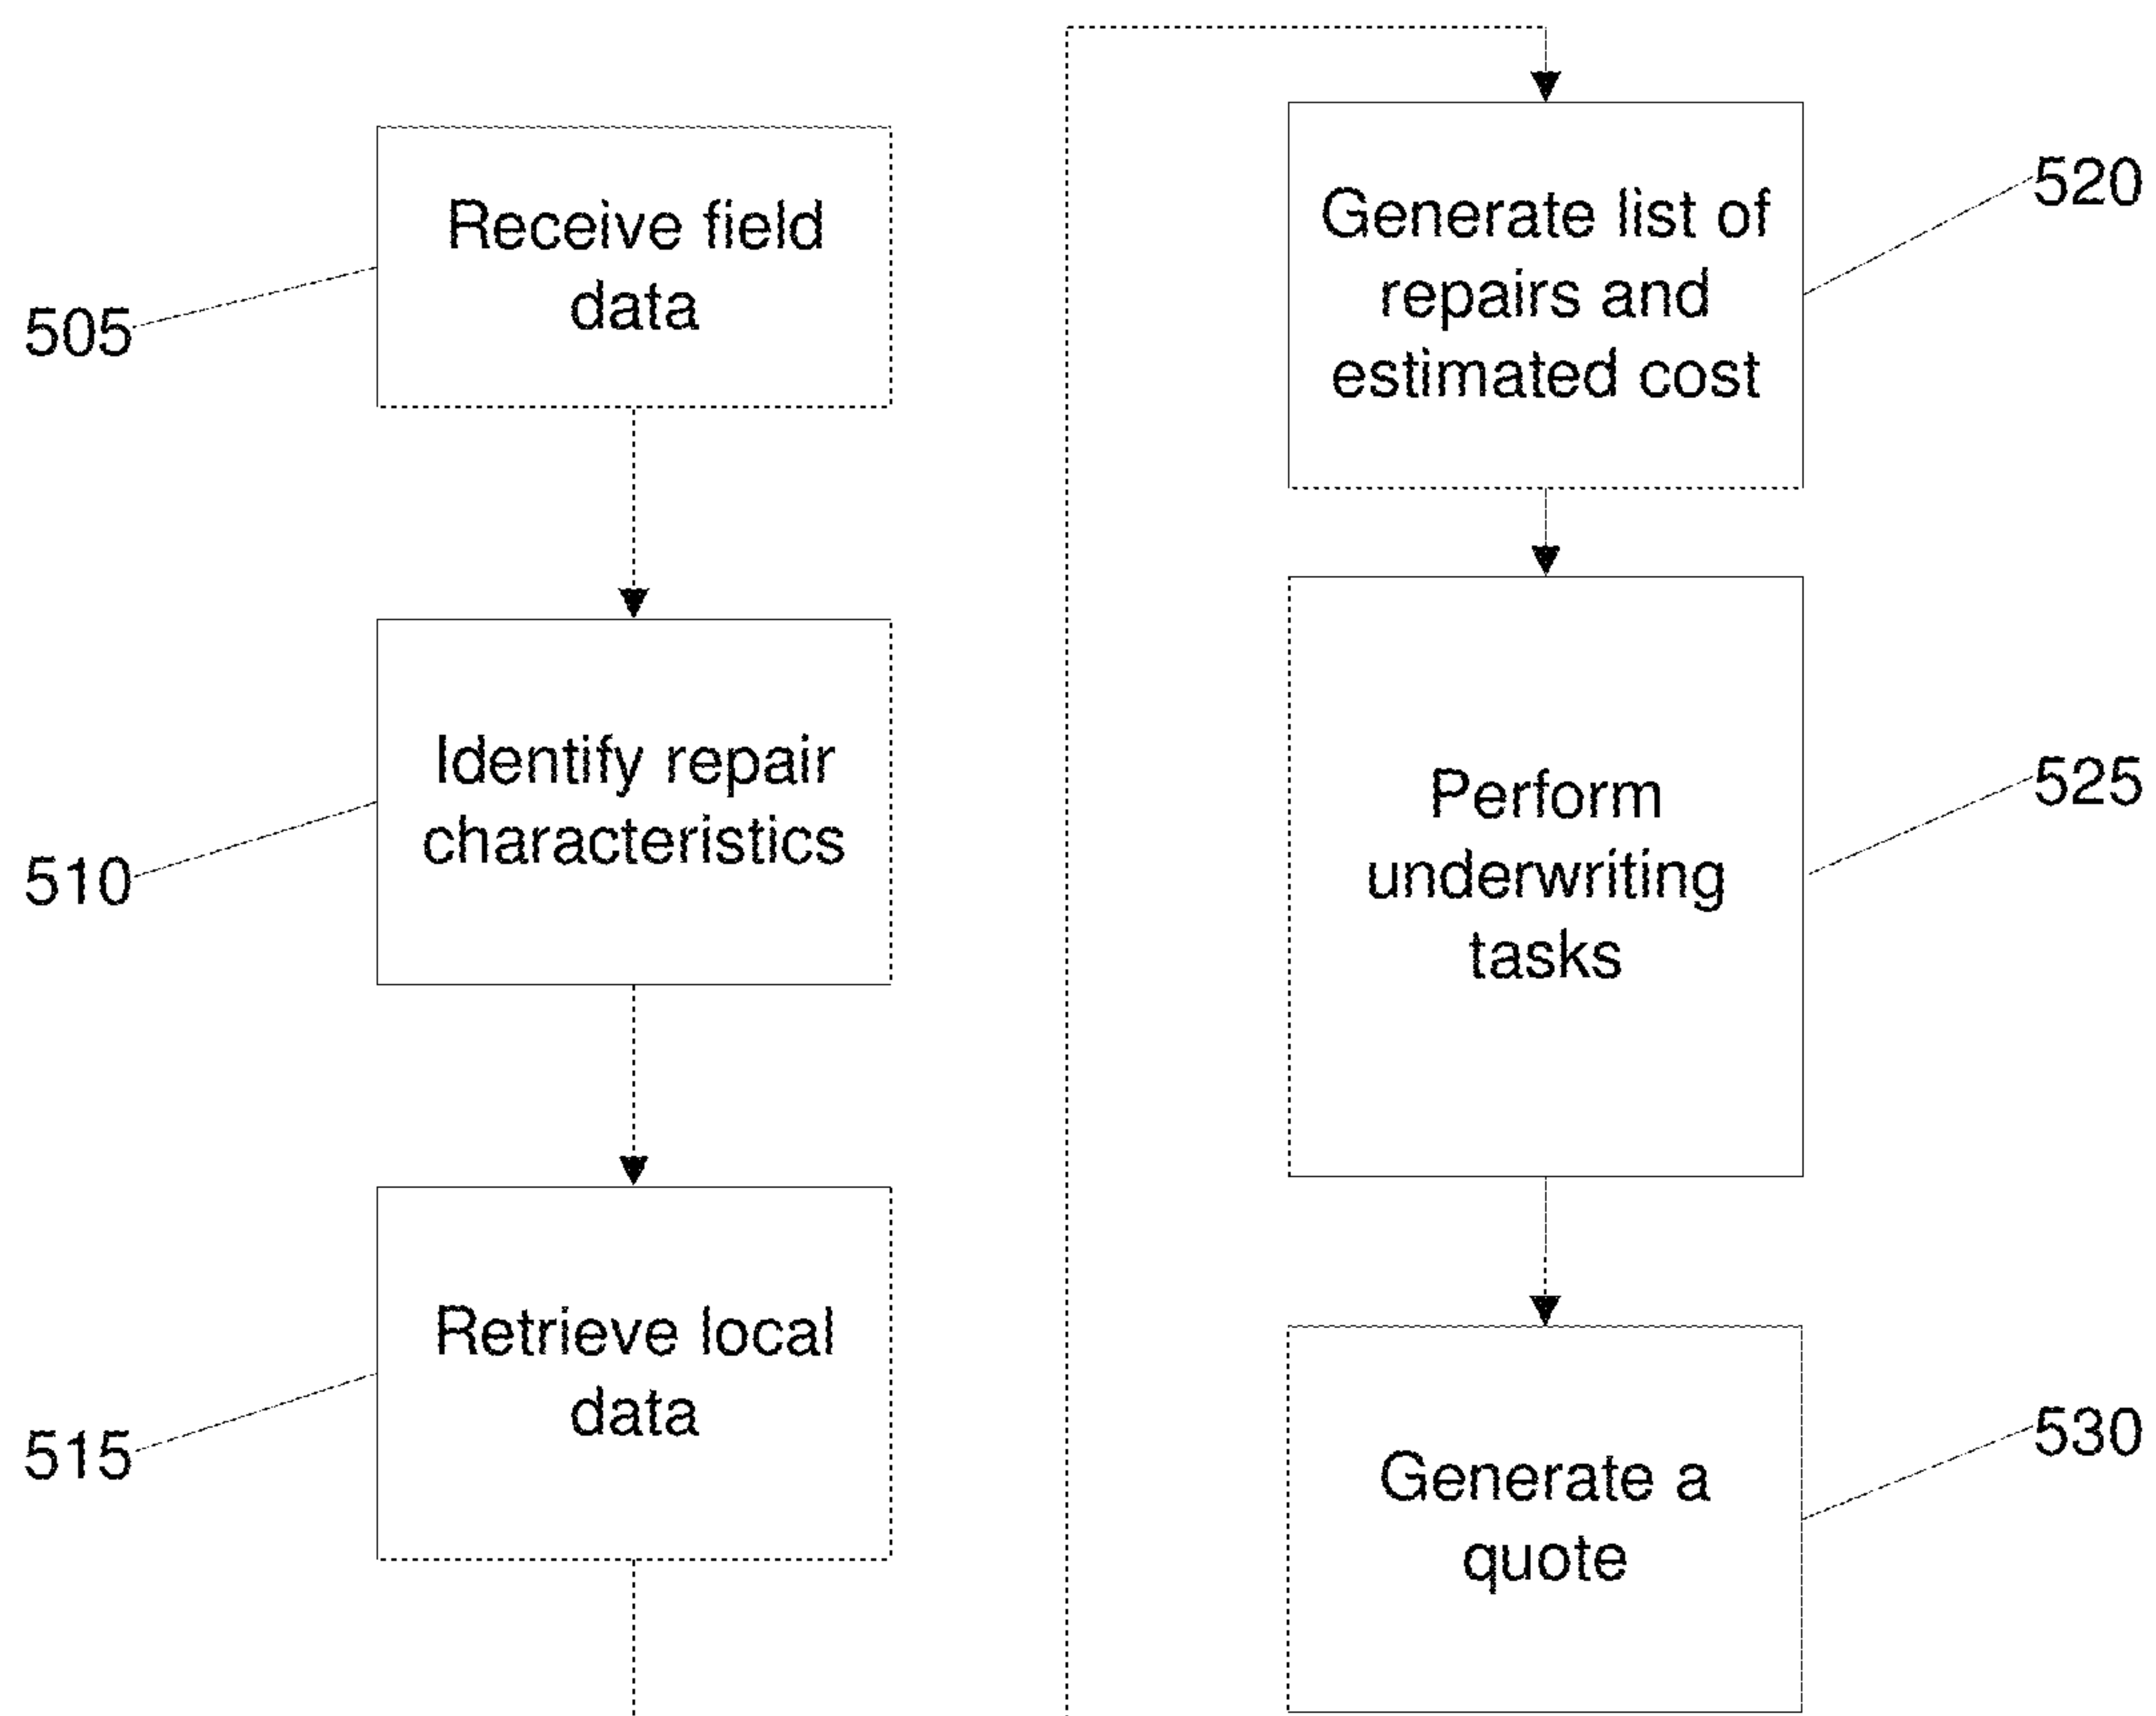 Receive field
data
505
Identify repair
characteristics
510
Retrieve local
data
515
Generate list of
repairs and
estimated cost
520
Perform
underwriting
tasks
525
Generate a
quote
530